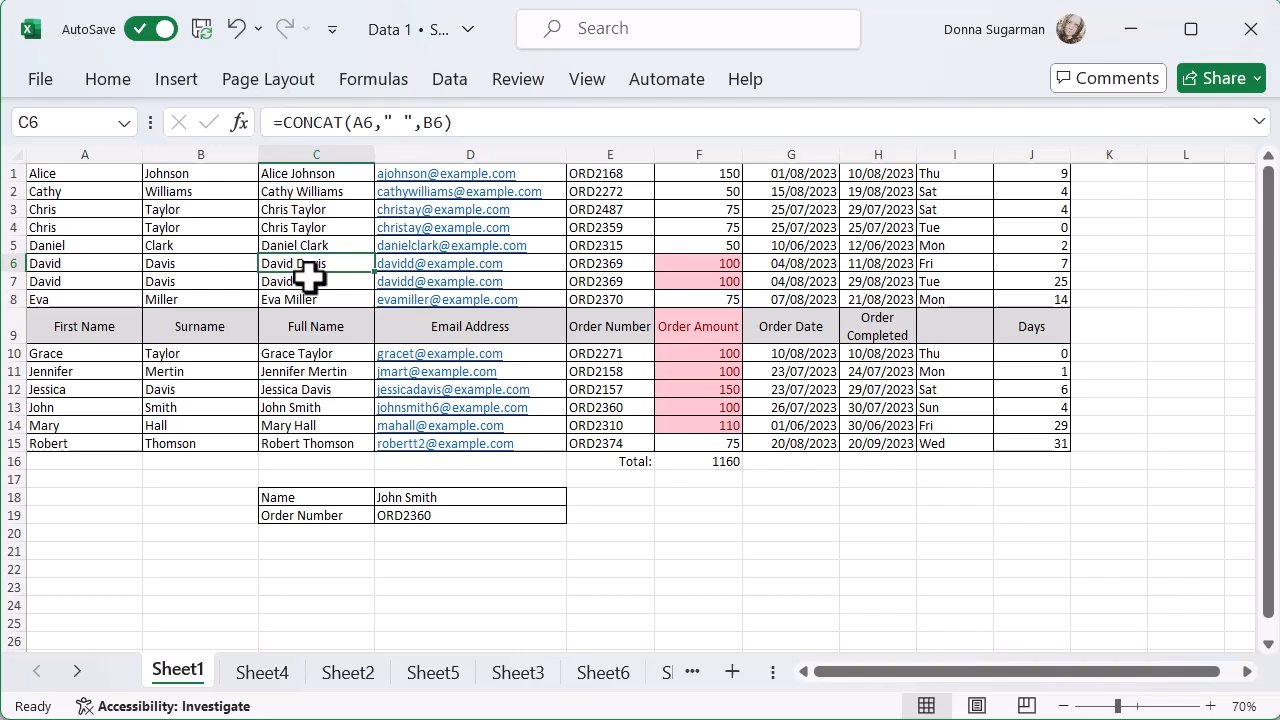 AutoSave Data 1 • S... Search Donna Sugarman
File Home Insert Page Layout Formulas Data Review View Automate Help Comments Share
C6 fx =CONCAT(A6," ",B6)
A B C D E F G H I J K L
1 Alice Johnson Alice Johnson ajohnson@example.com ORD2168 150 01/08/2023 10/08/2023 Thu 9
2 Cathy Williams Cathy Williams cathywilliams@example.com ORD2272 50 15/08/2023 19/08/2023 Sat 4
3 Chris Taylor Chris Taylor christay@example.com ORD2487 75 25/07/2023 29/07/2023 Sat 4
4 Chris Taylor Chris Taylor christay@example.com ORD2359 75 25/07/2023 25/07/2023 Tue 0
5 Daniel Clark Daniel Clark danielclark@example.com ORD2315 50 10/06/2023 12/06/2023 Mon 2
6 David Davis David Davis davidd@example.com ORD2369 100 04/08/2023 11/08/2023 Fri 7
7 David Davis David davidd@example.com ORD2369 100 04/08/2023 29/08/2023 Tue 25
8 Eva Miller Eva Miller evamiller@example.com ORD2370 75 07/08/2023 21/08/2023 Mon 14
9 First Name Surname Full Name Email Address Order Number Order Amount Order Date Order Completed Days
10 Grace Taylor Grace Taylor gracet@example.com ORD2271 100 10/08/2023 10/08/2023 Thu 0
11 Jennifer Mertin Jennifer Mertin jmart@example.com ORD2158 100 23/07/2023 24/07/2023 Mon 1
12 Jessica Davis Jessica Davis jessicadavis@example.com ORD2157 150 23/07/2023 29/07/2023 Sat 6
13 John Smith John Smith johnsmith6@example.com ORD2360 100 26/07/2023 30/07/2023 Sun 4
14 Mary Hall Mary Hall mahall@example.com ORD2310 110 01/06/2023 30/06/2023 Fri 29
15 Robert Thomson Robert Thomson robertt2@example.com ORD2374 75 20/08/2023 20/09/2023 Wed 31
16 Total: 1160
17
18 Name John Smith
19 Order Number ORD2360
20
21
22
23
24
25
26
Sheet1 Sheet4 Sheet2 Sheet5 Sheet3 Sheet6 S ...
Ready Accessibility: Investigate 70%